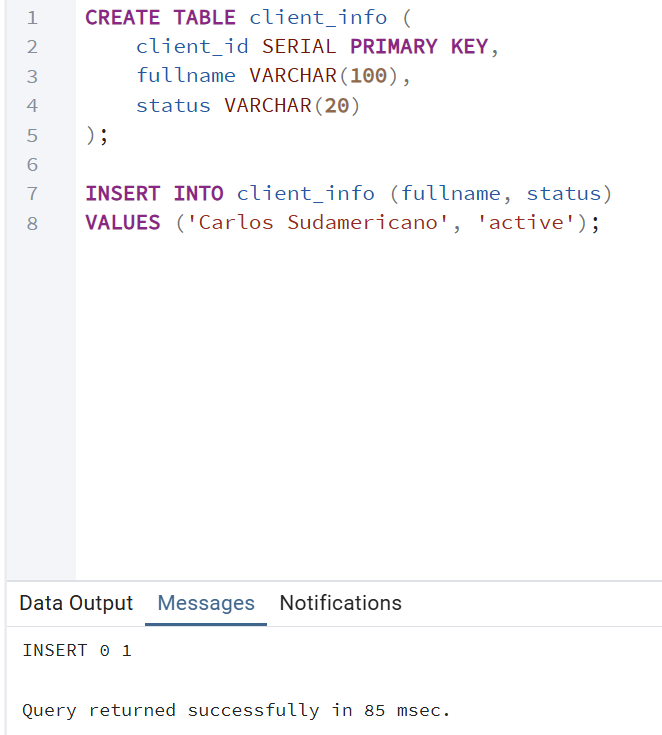 1 CREATE TABLE client_info (
2 client_id SERIAL PRIMARY KEY,
3 fullname VARCHAR(100),
4 status VARCHAR(20)
5 );
6
7 INSERT INTO client_info (fullname, status)
8 VALUES ('Carlos Sudamericano', 'active');
Data Output Messages Notifications
INSERT 0 1
Query returned successfully in 85 msec.